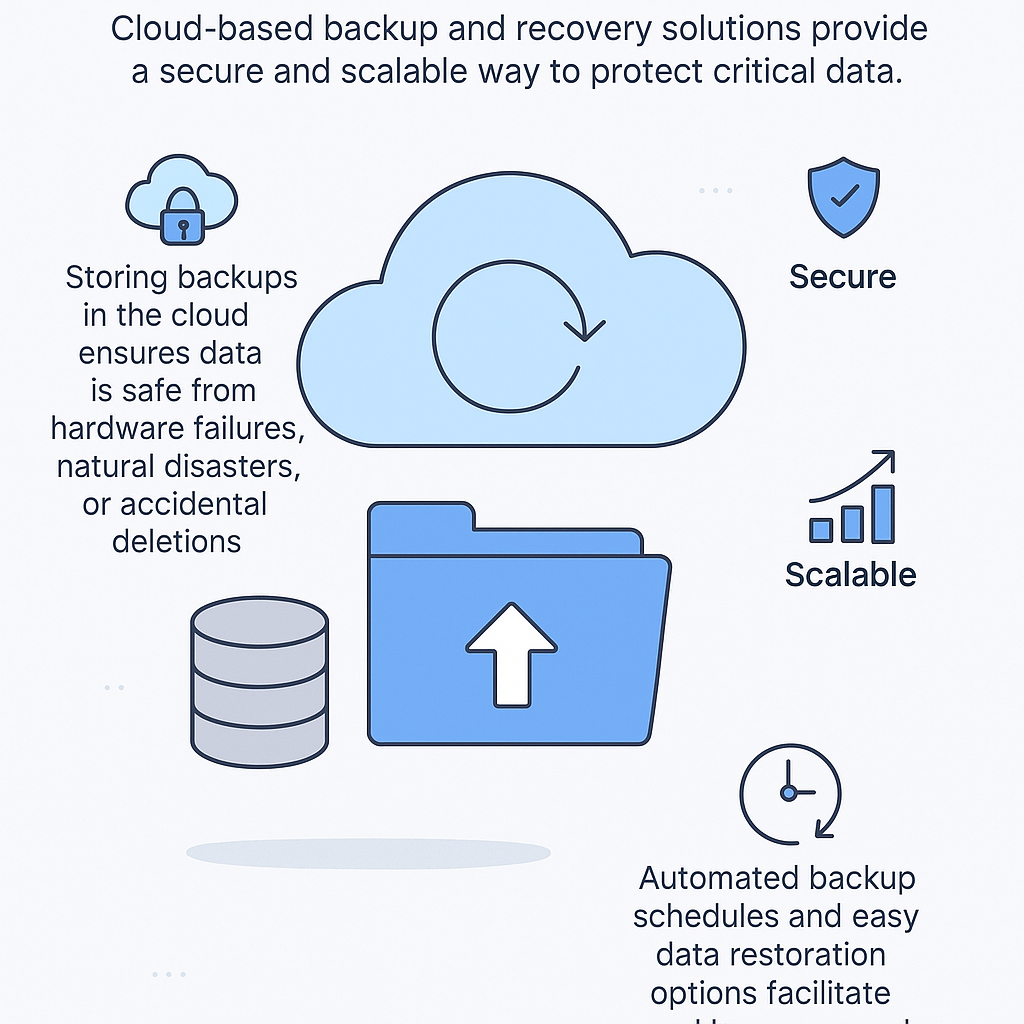 Cloud-based backup and recovery solutions provide
a secure and scalable way to protect critical data.
Storing backups
in the cloud
ensures data
is safe from
hardware failures,
natural disasters,
or accidental
deletions
Secure
Scalable
Automated backup
schedules and easy
data restoration
options facilitate